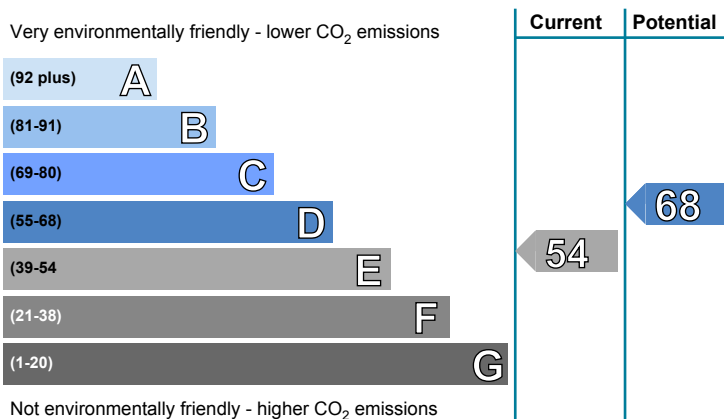 Current Potential
Very environmentally friendly - lower CO2 emissions
(92 plus) A
(81-91) B
(69-80) C
(55-68) D
68
(39-54 E
54
(21-38) F
(1-20) G
Not environmentally friendly - higher CO2 emissions